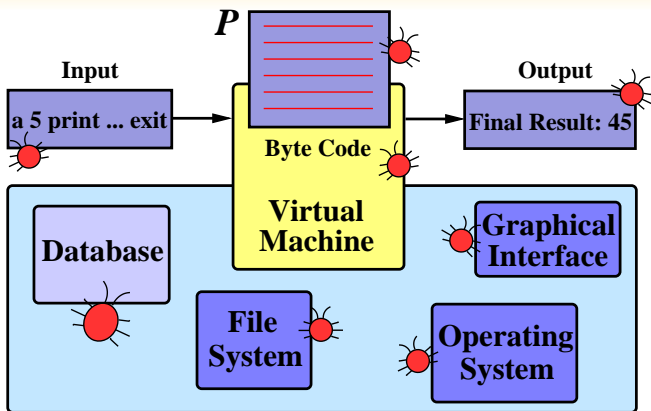 P
Input
Output
a 5 print ... exit
Final Result: 45
Byte Code
Virtual
Machine
Database
Graphical
Interface
File
System
Operating
System